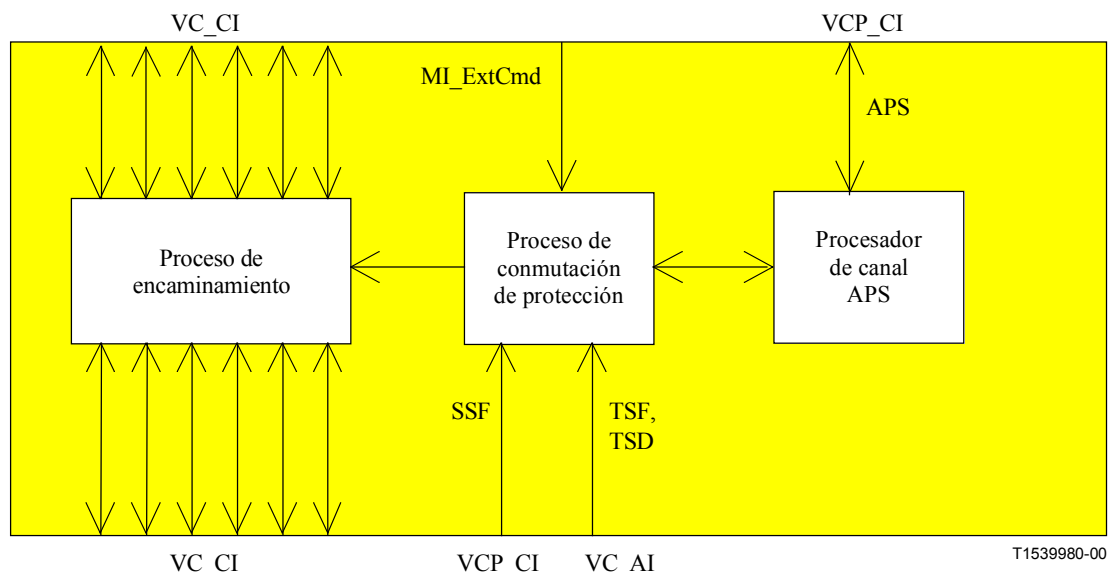 VC_CI
VCP_CI
MI_ExtCmd
APS
Proceso de
encaminamiento
Proceso de
conmutación
de protección
Procesador
de canal
APS
SSF
TSF,
TSD
VC_CI
VCP_CI
VC_AI
T1539980-00